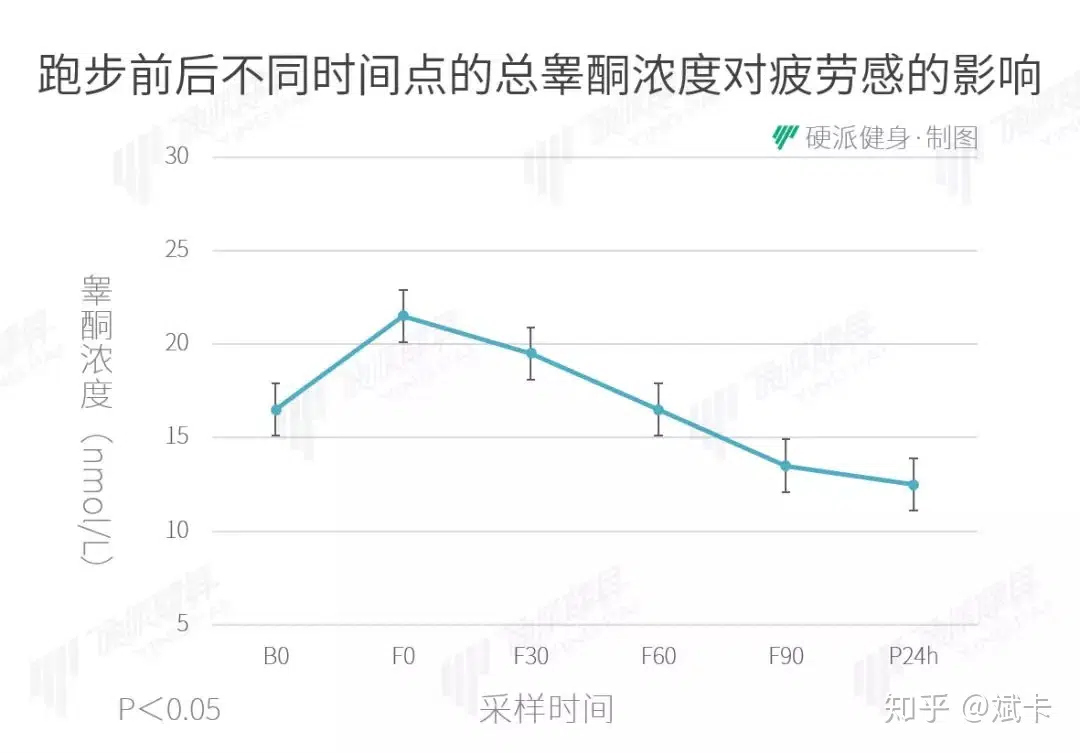 跑步前后不同时间点的总睾酮浓度对疲劳感的影响
硬派健身·制图
30
25
20
15
10
5
睾酮浓度（nmol/L）
B0 F0 F30 F60 F90 P24h
P＜0.05
采样时间
知乎 @斌卡